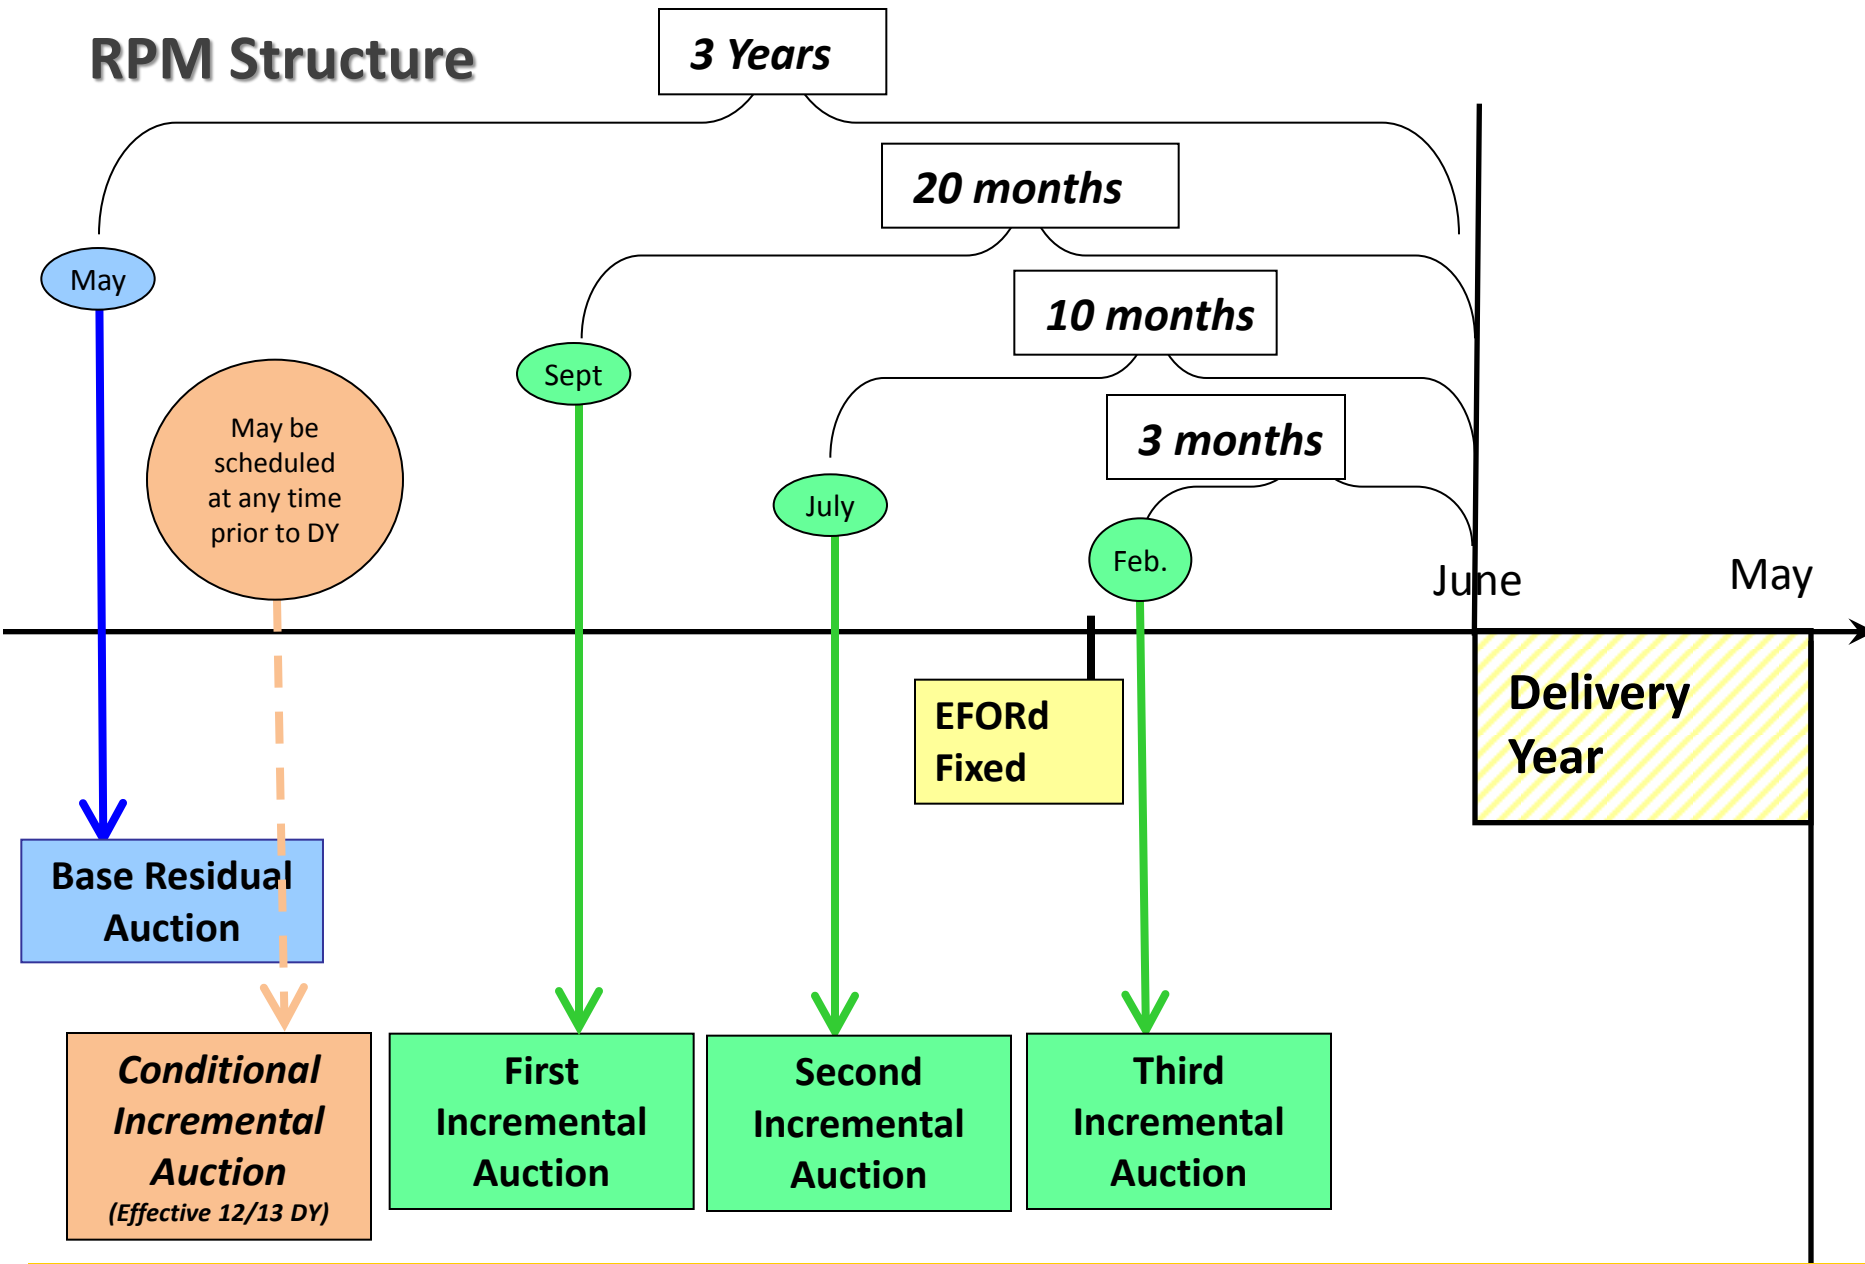 RPM Structure
3 Years
20 months
May
10 months
Sept
3 months
May be
scheduled
at any time
prior to DY
July
Feb.
June
May
EFORd
Fixed
Delivery
Year
Base Residual
Auction
Conditional
Incremental
Auction
(Effective 12/13 DY)
First
Incremental
Auction
Second
Incremental
Auction
Third
Incremental
Auction